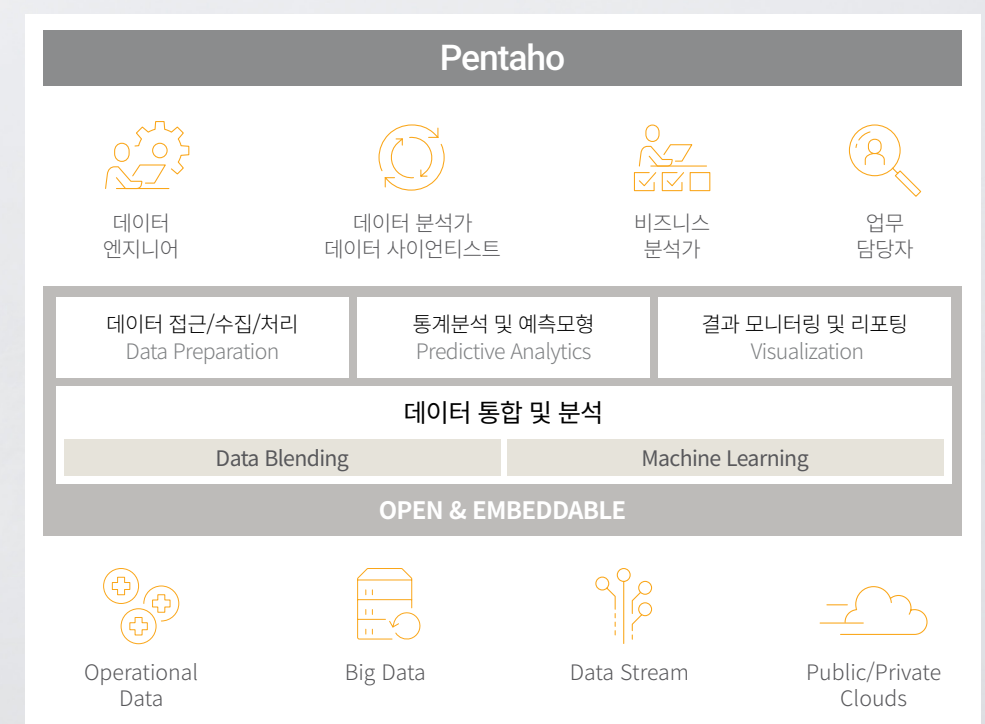 Pentaho
데이터
엔지니어
데이터 분석가
데이터 사이언티스트
비즈니스
분석가
업무
담당자
데이터 접근/수집/처리
Data Preparation
통계분석 및 예측모형
Predictive Analytics
결과 모니터링 및 리포팅
Visualization
데이터 통합 및 분석
Data Blending
Machine Learning
OPEN & EMBEDDABLE
Operational
Data
Big Data
Data Stream
Public/Private
Clouds